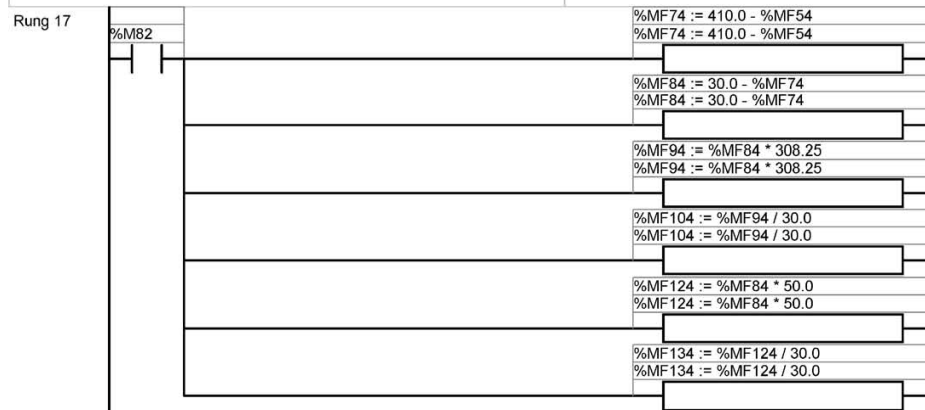 Rung 17
%M82
%MF74 := 410.0 - %MF54
%MF74 := 410.0 - %MF54
%MF84 := 30.0 - %MF74
%MF84 := 30.0 - %MF74
%MF94 := %MF84 * 308.25
%MF94 := %MF84 * 308.25
%MF104 := %MF94 / 30.0
%MF104 := %MF94 / 30.0
%MF124 := %MF84 * 50.0
%MF124 := %MF84 * 50.0
%MF134 := %MF124 / 30.0
%MF134 := %MF124 / 30.0